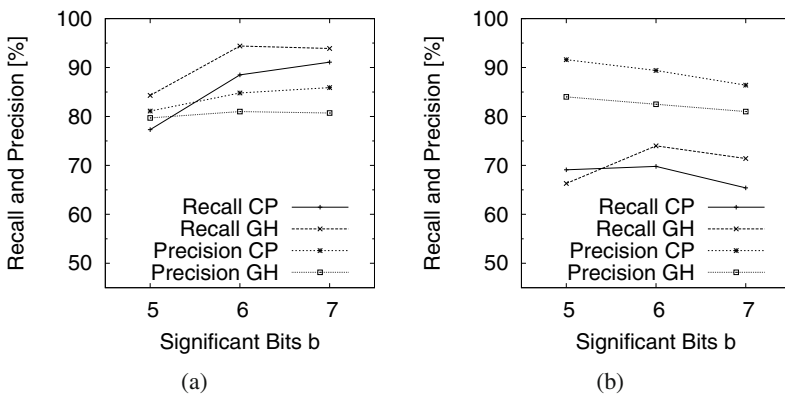 Recall and Precision [%]
100
90
80
70
60
50
Recall CP
Recall GH
Precision CP
Precision GH
5 6 7
Significant Bits b
(a)
Recall and Precision [%]
100
90
80
70
60
50
Recall CP
Recall GH
Precision CP
Precision GH
5 6 7
Significant Bits b
(b)